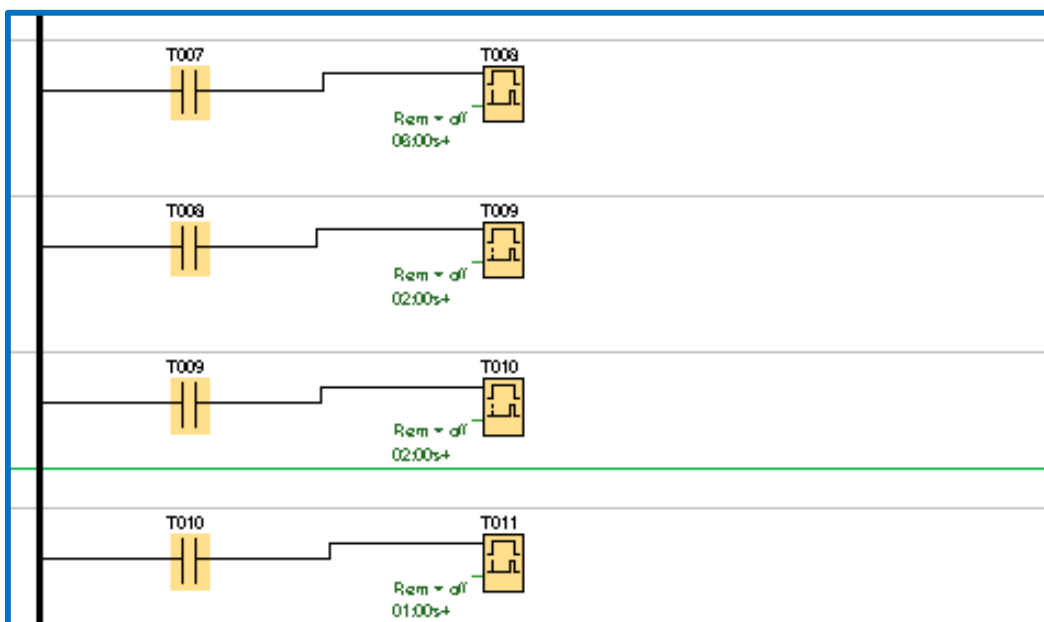 T007 T008
Rem = off
06:00s+
T008 T009
Rem = off
02:00s+
T009 T010
Rem = off
02:00s+
T010 T011
Rem = off
01:00s+